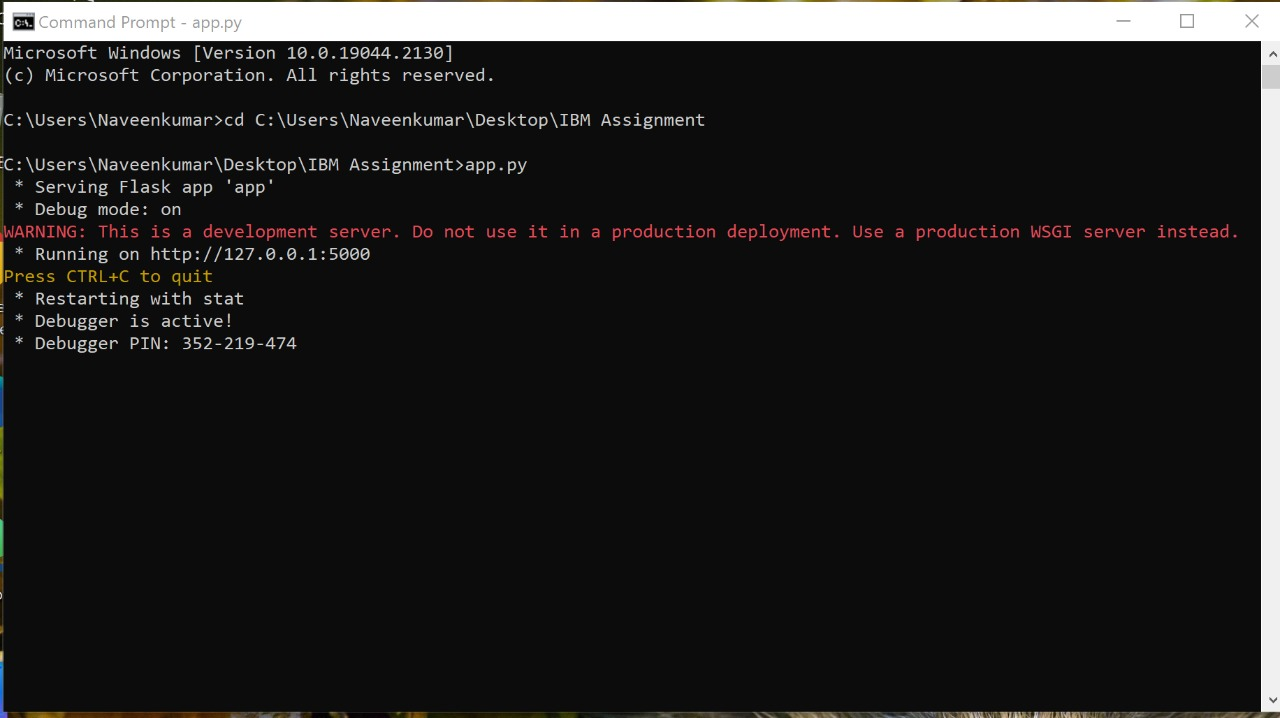 Command Prompt - app.py
Microsoft Windows [Version 10.0.19044.2130]
(c) Microsoft Corporation. All rights reserved.
C:\Users\Naveenkumar>cd C:\Users\Naveenkumar\Desktop\IBM Assignment
C:\Users\Naveenkumar\Desktop\IBM Assignment>app.py
* Serving Flask app 'app'
* Debug mode: on
WARNING: This is a development server. Do not use it in a production deployment. Use a production WSGI server instead.
* Running on http://127.0.0.1:5000
Press CTRL+C to quit
* Restarting with stat
* Debugger is active!
* Debugger PIN: 352-219-474